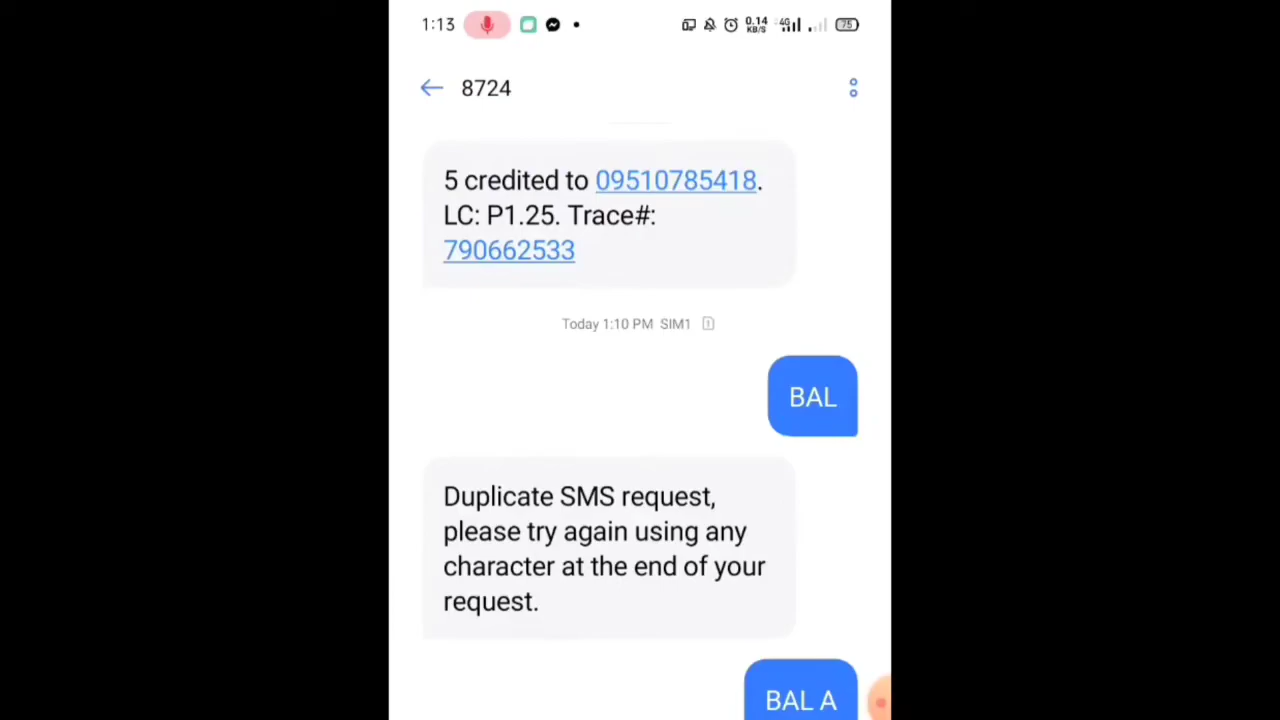 1:13 0.14 KB/S 4G 75
8724
5 credited to 09510785418.
LC: P1.25. Trace#:
790662533
Today 1:10 PM SIM1
BAL
Duplicate SMS request,
please try again using any
character at the end of your
request.
BAL A